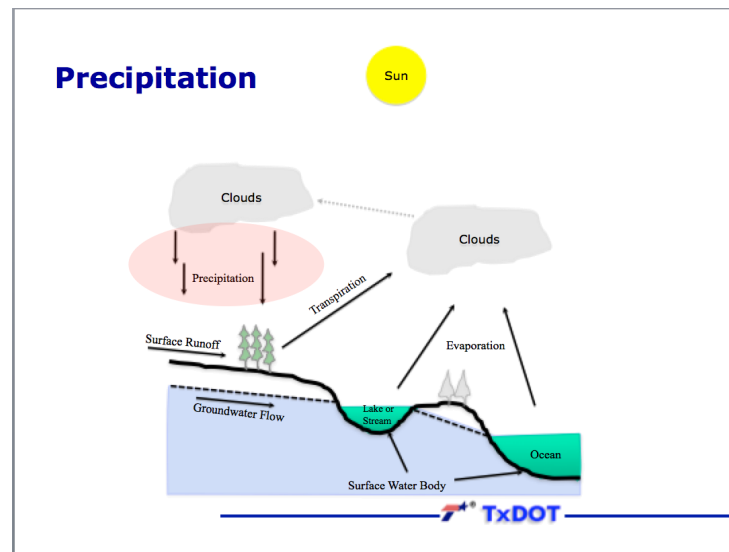 Precipitation
Sun
Clouds
Clouds
Precipitation
Transpiration
Surface Runoff
Evaporation
Groundwater Flow
Lake or
Stream
Ocean
Surface Water Body
® TxDOT